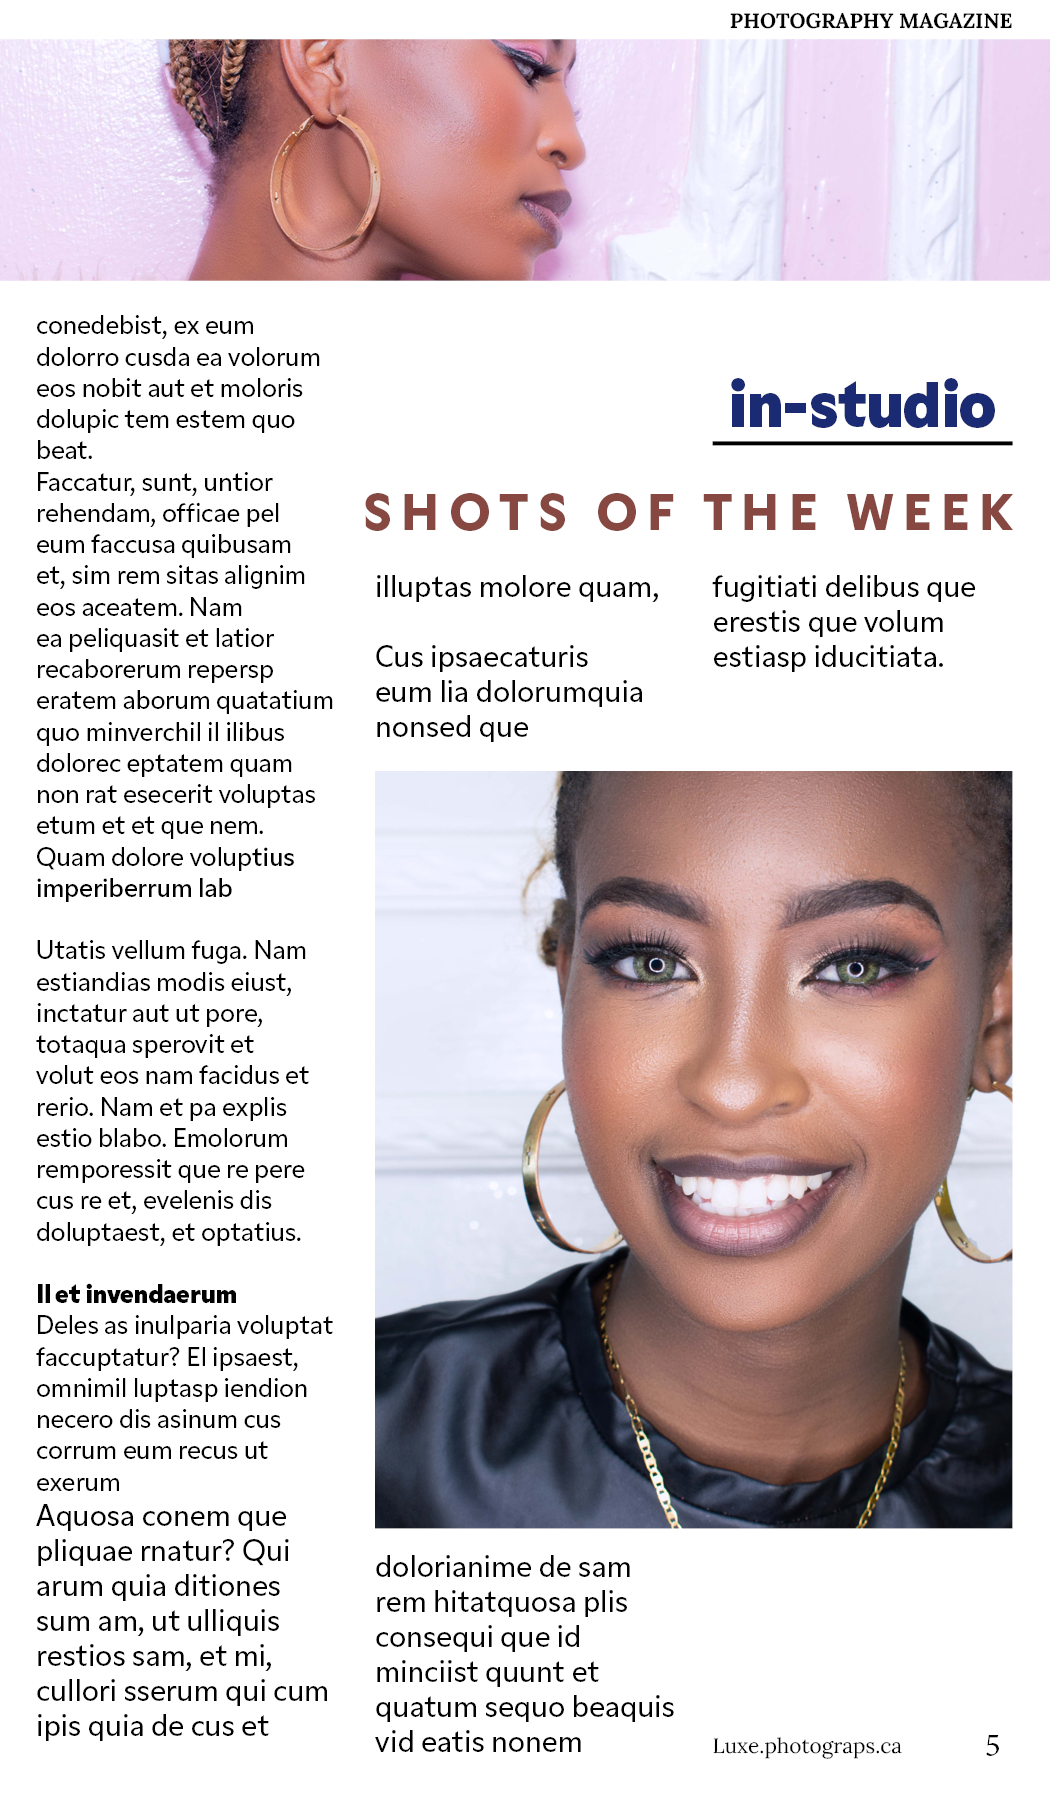 PHOTOGRAPHY MAGAZINE
conedebist, ex eum
dolorro cusda ea volorum
eos nobit aut et moloris
dolupic tem estem quo
beat.
Faccatur, sunt, untior
rehendam, officae pel
eum faccusa quibusam
et, sim rem sitas alignim
eos aceatem. Nam
ea peliquasit et latior
recaborerum repersp
eratem aborum quatatium
quo minverchil il ilibus
dolorec eptatem quam
non rat esecerit voluptas
etum et et que nem.
Quam dolore voluptius
imperiberrum lab
Utatis vellum fuga. Nam
estiandias modis eiust,
inctatur aut ut pore,
totaqua sperovit et
volut eos nam facidus et
rerio. Nam et pa explis
estio blabo. Emolorum
remporessit que re pere
cus re et, evelenis dis
doluptaest, et optatius.
Il et invendaerum
Deles as inulparia voluptat
faccuptatur? El ipsaest,
omnimil luptasp iendion
necero dis asinum cus
corrum eum recus ut
exerum
Aquosa conem que
pliquae rnatur? Qui
arum quia ditiones
sum am, ut ulliquis
restios sam, et mi,
cullori sserum qui cum
ipis quia de cus et
in-studio
SHOTS OF THE WEEK
illuptas molore quam,
Cus ipsaecaturis
eum lia dolorumquia
nonsed que
fugitiati delibus que
erestis que volum
estiasp iducitiata.
dolorianime de sam
rem hitatquosa plis
consequi que id
minciist quunt et
quatum sequo beaquis
vid eatis nonem
Luxe.photograps.ca
5